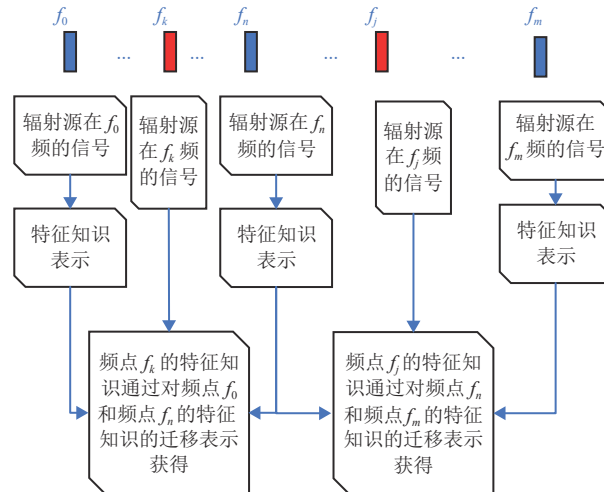 f0 fk fn fj fm
... ... ... ...
辐射源在f0
频的信号
辐射源
在fk 频
的信号
辐射源在fn
频的信号
辐射源
在fj 频
的信号
辐射源在
fm频的信号
特征知识
表示
特征知识
表示
特征知识
表示
频点 fk 的特征知
识通过对频点f0
和频点fn的特征
知识的迁移表示
获得
频点 fj的特征知
识通过对频点fn
和频点fm的特征
知识的迁移表示
获得